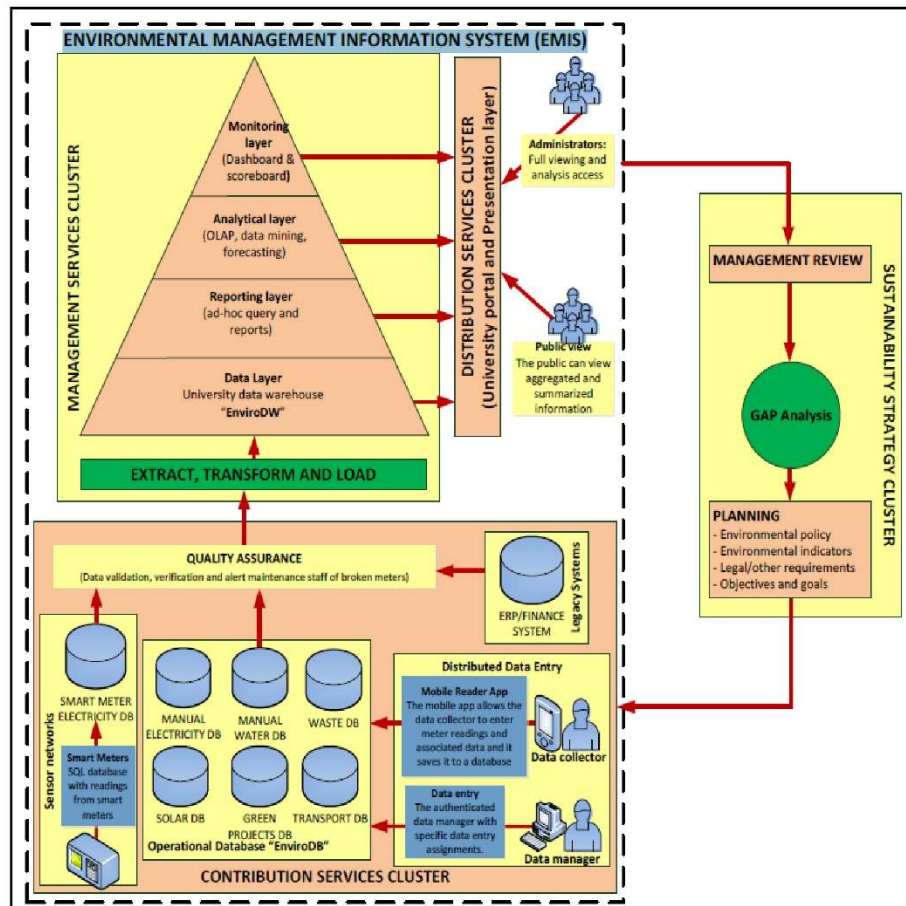 ENVIRONMENTAL MANAGEMENT INFORMATION SYSTEM (EMIS)
MANAGEMENT SERVICES CLUSTER
Monitoring
layer
(Dashboard &
scoreboard)
Analytical layer
(OLAP, data mining,
forecasting)
Reporting layer
(ad-hoc query and
reports)
Data Layer
University data warehouse
“EnviroDW”
EXTRACT, TRANSFORM AND LOAD
DISTRIBUTION SERVICES CLUSTER
(University portal and Presentation layer)
Administrators:
Full viewing and
analysis access
Public view
The public can view
aggregated and
summarized
information
SUSTAINABILITY STRATEGY CLUSTER
MANAGEMENT REVIEW
GAP Analysis
PLANNING
- Environmental policy
- Environmental indicators
- Legal/other requirements
- Objectives and goals
QUALITY ASSURANCE
(Data validation, verification and alert maintenance staff of broken meters)
ERP/FINANCE
SYSTEM
Legacy Systems
Sensor networks
SMART METER
ELECTRICITY DB
Smart Meters
SQL database
with readings
from smart
meters
MANUAL
ELECTRICITY DB
MANUAL
WATER DB
WASTE DB
SOLAR DB
GREEN
PROJECTS DB
TRANSPORT DB
Operational Database “EnviroDB”
Distributed Data Entry
Mobile Reader App
The mobile app allows the
data collector to enter
meter readings and
associated data and it
saves it to a database
Data collector
Data entry
The authenticated
data manager with
specific data entry
assignments.
Data manager
CONTRIBUTION SERVICES CLUSTER